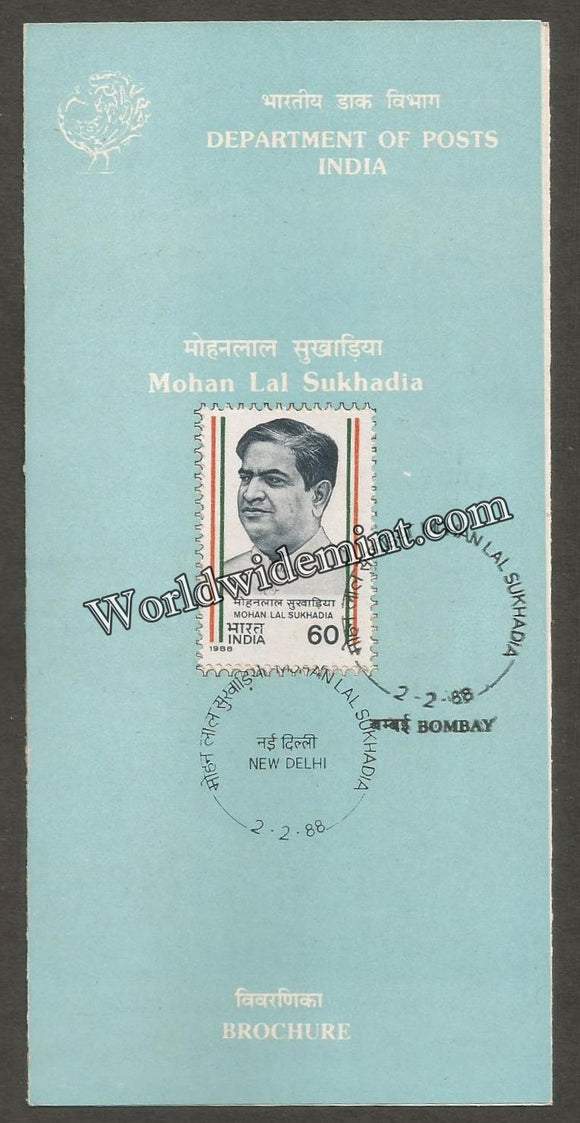 भारतीय डाक विभाग
DEPARTMENT OF POSTS
INDIA
मोहनलाल सुखाड़िया
Mohan Lal Sukhadia
Worldwidemint.com
मोहनलाल सुखाड़िया
MOHAN LAL SUKHADIA
भारत
INDIA
60
1988
LAL SUKHADIA
2-2-88
बम्बई BOMBAY
मोहन लाल सुखाड़िया MOHAN LAL SUKHADIA
नई दिल्ली
NEW DELHI
2.2.88
विवरणिका
BROCHURE